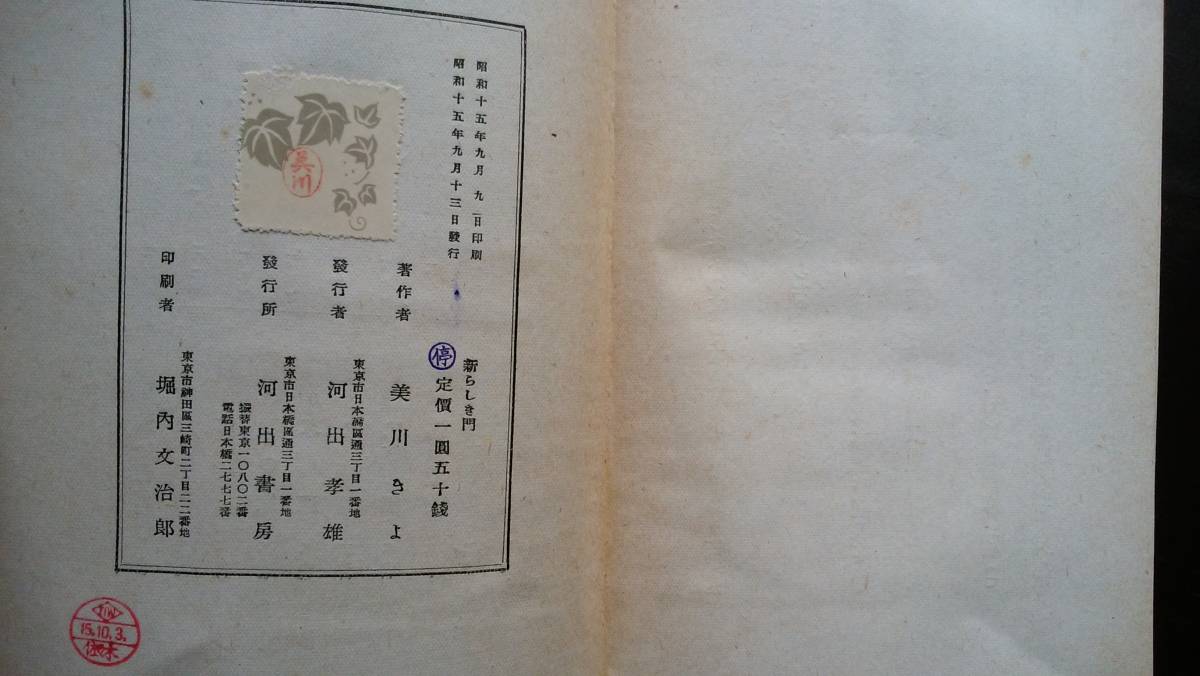 昭和十五年九月九日印刷
昭和十五年九月十三日發行
新らしき門
停 定價一圓五十錢
著作者 美川きよ
東京市日本橋區通三丁目一番地
發行者 河出孝雄
東京市日本橋區通三丁目一番地
發行所 河出書房
振替東京一〇八〇二番
電話日本橋二七七七番
東京市神田區三崎町二丁目二二番地
印刷者 堀內文治郎
美川
15.10.3.